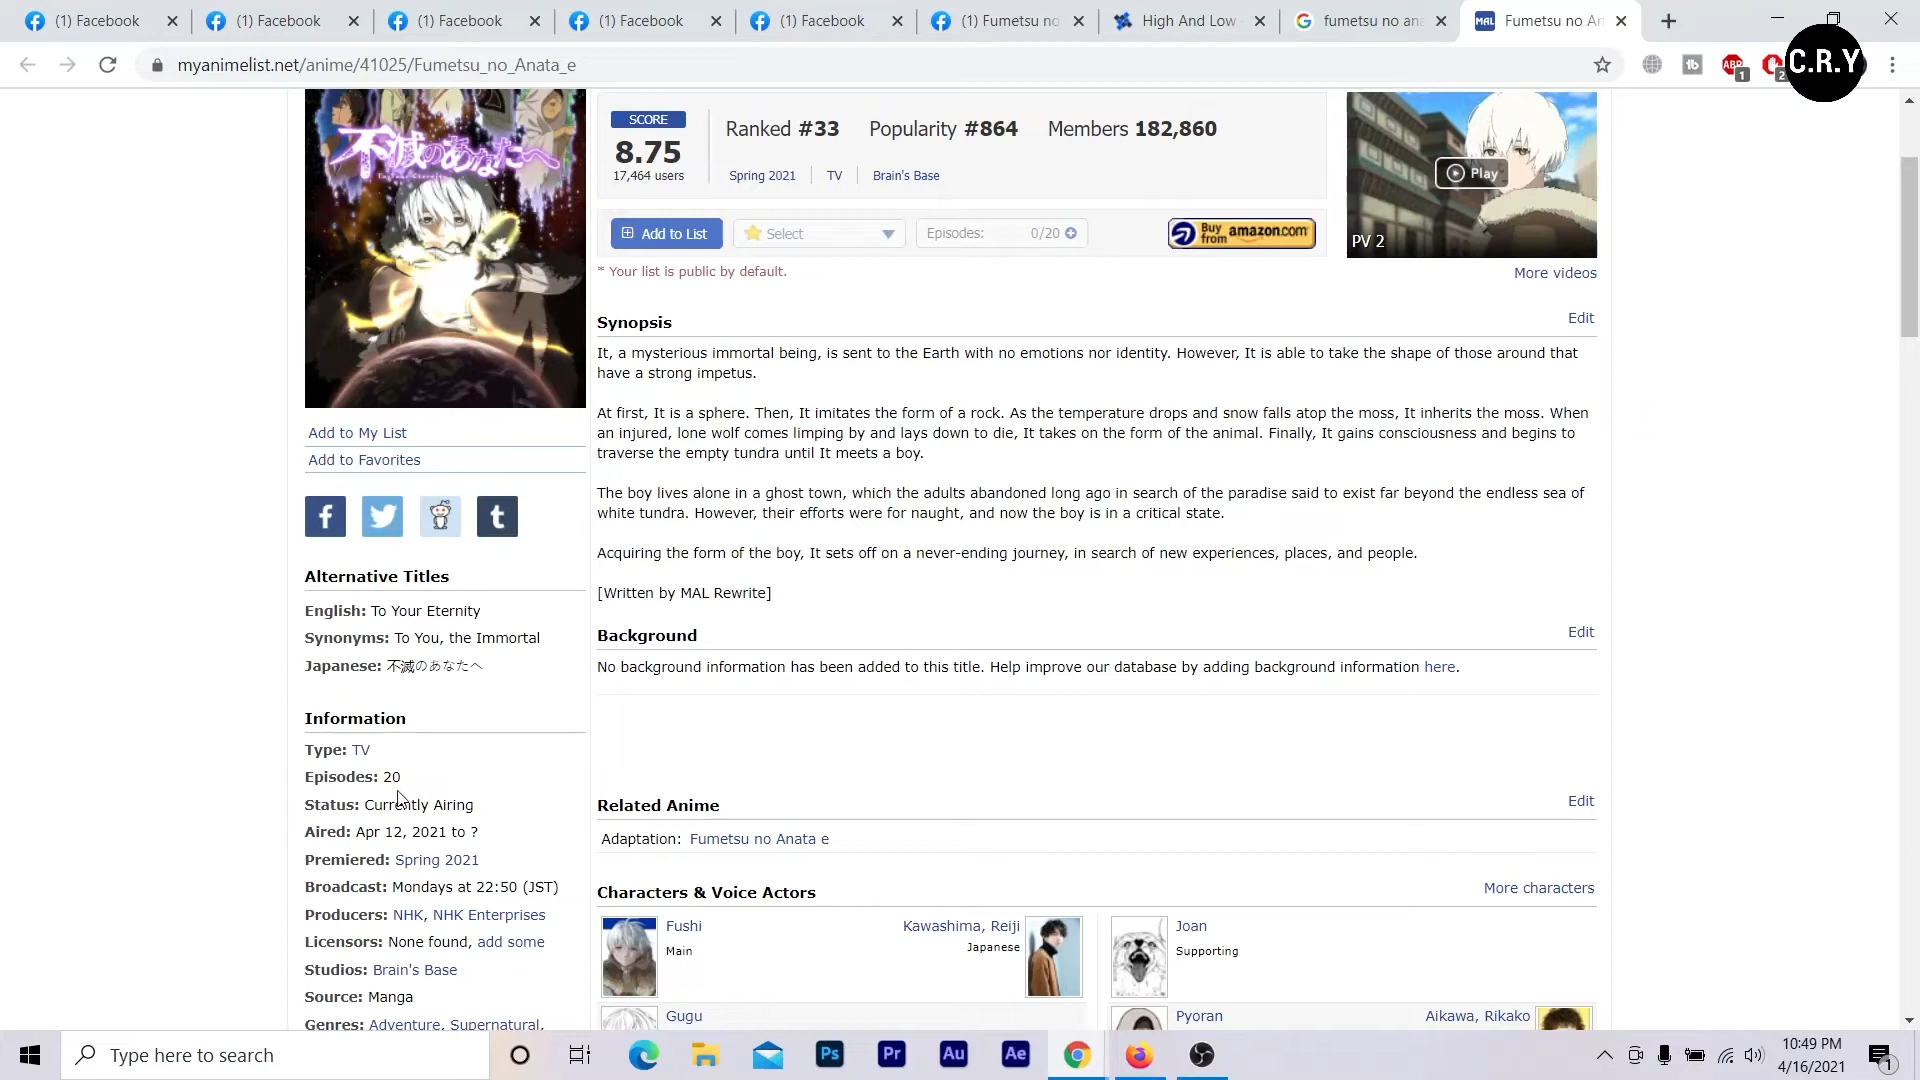 (1) Facebook
(1) Facebook
(1) Facebook
(1) Facebook
(1) Facebook
(1) Fumetsu no
High And Low
fumetsu no ana
MAL Fumetsu no An
myanimelist.net/anime/41025/Fumetsu_no_Anata_e
tb
ABP
1
2
C.R.Y
不滅のあなたへ
SCORE
8.75
17,464 users
Ranked #33 Popularity #864 Members 182,860
Spring 2021 TV Brain's Base
Add to List
Select
Episodes: 0/20
Buy from amazon.com
* Your list is public by default.
Play
PV 2
More videos
Synopsis
Edit
It, a mysterious immortal being, is sent to the Earth with no emotions nor identity. However, It is able to take the shape of those around that
have a strong impetus.
At first, It is a sphere. Then, It imitates the form of a rock. As the temperature drops and snow falls atop the moss, It inherits the moss. When
an injured, lone wolf comes limping by and lays down to die, It takes on the form of the animal. Finally, It gains consciousness and begins to
traverse the empty tundra until It meets a boy.
The boy lives alone in a ghost town, which the adults abandoned long ago in search of the paradise said to exist far beyond the endless sea of
white tundra. However, their efforts were for naught, and now the boy is in a critical state.
Acquiring the form of the boy, It sets off on a never-ending journey, in search of new experiences, places, and people.
[Written by MAL Rewrite]
Background
Edit
No background information has been added to this title. Help improve our database by adding background information here.
Related Anime
Edit
Adaptation: Fumetsu no Anata e
Characters & Voice Actors
More characters
Fushi
Main
Kawashima, Reiji
Japanese
Joan
Supporting
Gugu
Pyoran
Aikawa, Rikako
Add to My List
Add to Favorites
Alternative Titles
English: To Your Eternity
Synonyms: To You, the Immortal
Japanese: 不滅のあなたへ
Information
Type: TV
Episodes: 20
Status: Currently Airing
Aired: Apr 12, 2021 to ?
Premiered: Spring 2021
Broadcast: Mondays at 22:50 (JST)
Producers: NHK, NHK Enterprises
Licensors: None found, add some
Studios: Brain's Base
Source: Manga
Genres: Adventure, Supernatural,
Type here to search
Ps
Pr
Au
Ae
10:49 PM
4/16/2021
1